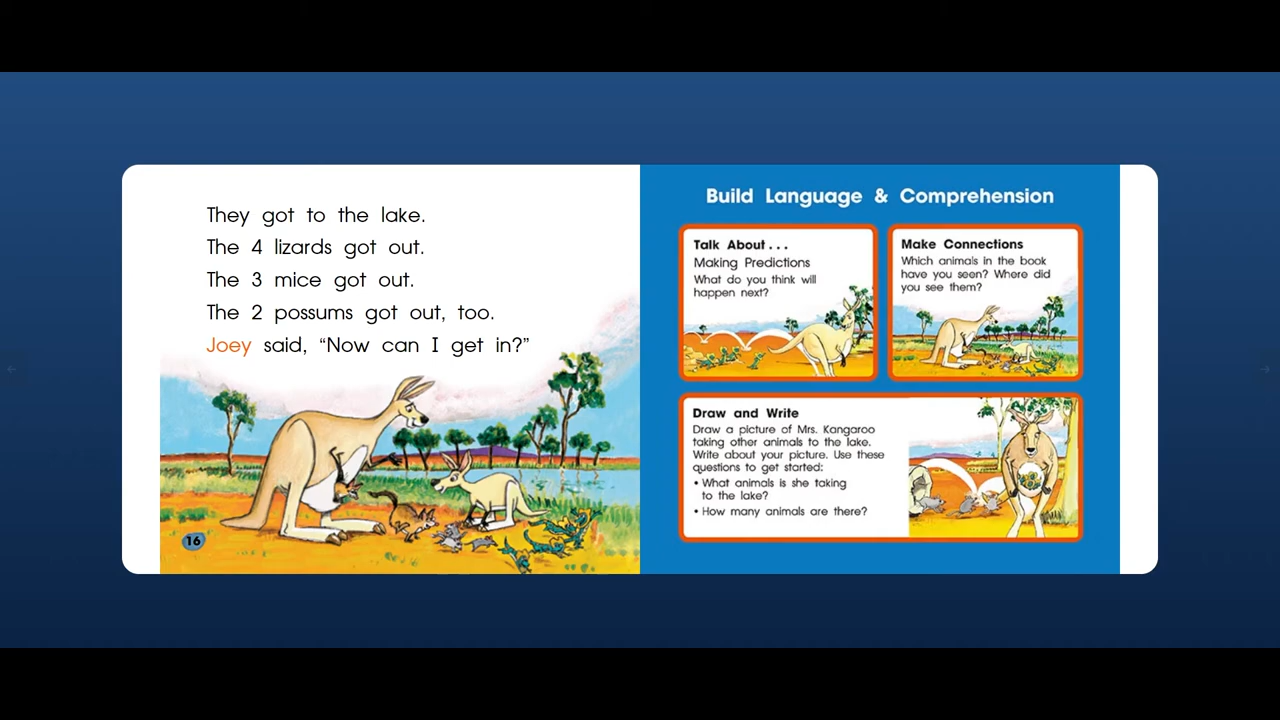 They got to the lake.
The 4 lizards got out.
The 3 mice got out.
The 2 possums got out, too.
Joey said, “Now can I get in?”
16
Build Language & Comprehension
Talk About . . .
Making Predictions
What do you think will
happen next?
Make Connections
Which animals in the book
have you seen? Where did
you see them?
Draw and Write
Draw a picture of Mrs. Kangaroo
taking other animals to the lake.
Write about your picture. Use these
questions to get started:
• What animals is she taking
to the lake?
• How many animals are there?